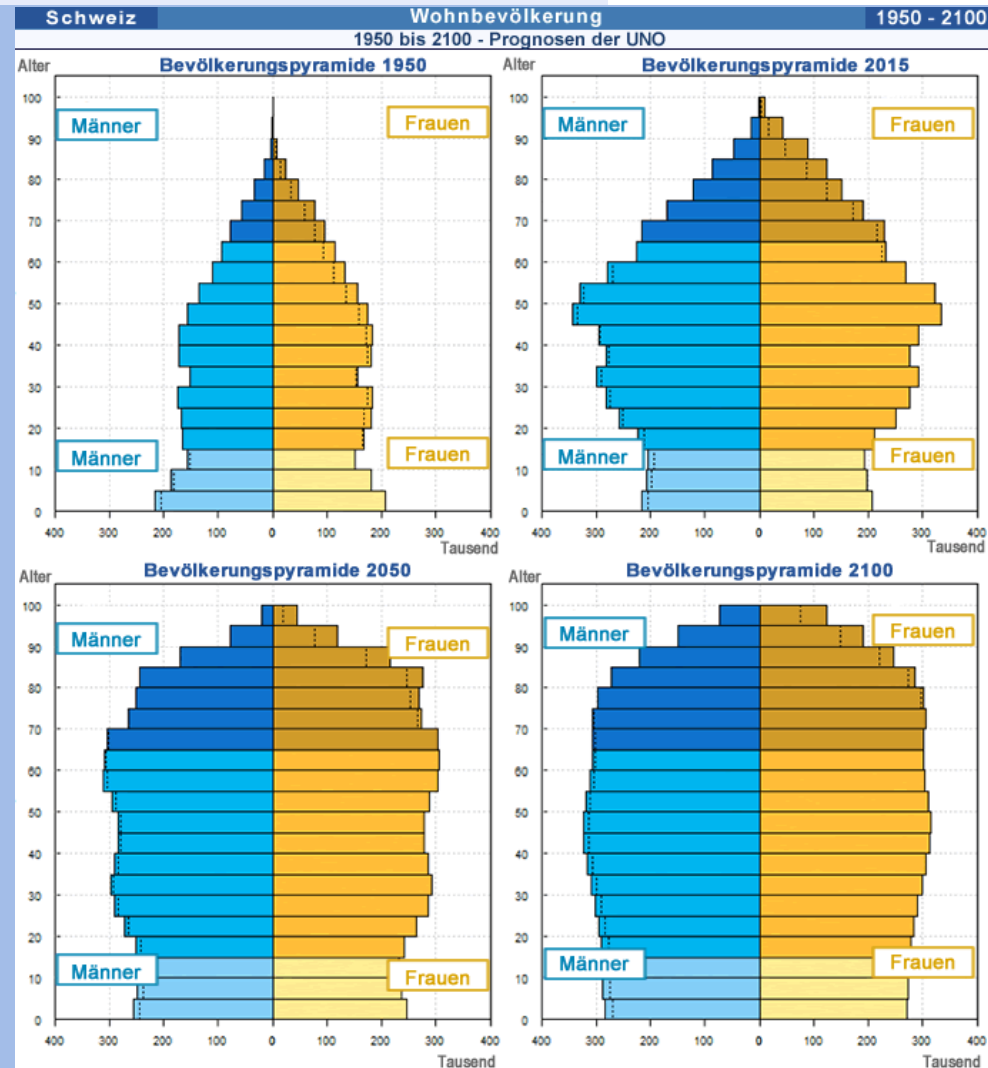 Schweiz Wohnbevölkerung 1950 - 2100
1950 bis 2100 - Prognosen der UNO
Alter Bevölkerungspyramide 1950
100
90
80
70
60
50
40
30
20
10
0
Männer Frauen
Männer Frauen
400 300 200 100 0 100 200 300 400
Tausend
Alter Bevölkerungspyramide 2015
100
90
80
70
60
50
40
30
20
10
0
Männer Frauen
Männer Frauen
400 300 200 100 0 100 200 300 400
Tausend
Alter Bevölkerungspyramide 2050
100
90
80
70
60
50
40
30
20
10
0
Männer Frauen
Männer Frauen
400 300 200 100 0 100 200 300 400
Tausend
Alter Bevölkerungspyramide 2100
100
90
80
70
60
50
40
30
20
10
0
Männer Frauen
Männer Frauen
400 300 200 100 0 100 200 300 400
Tausend